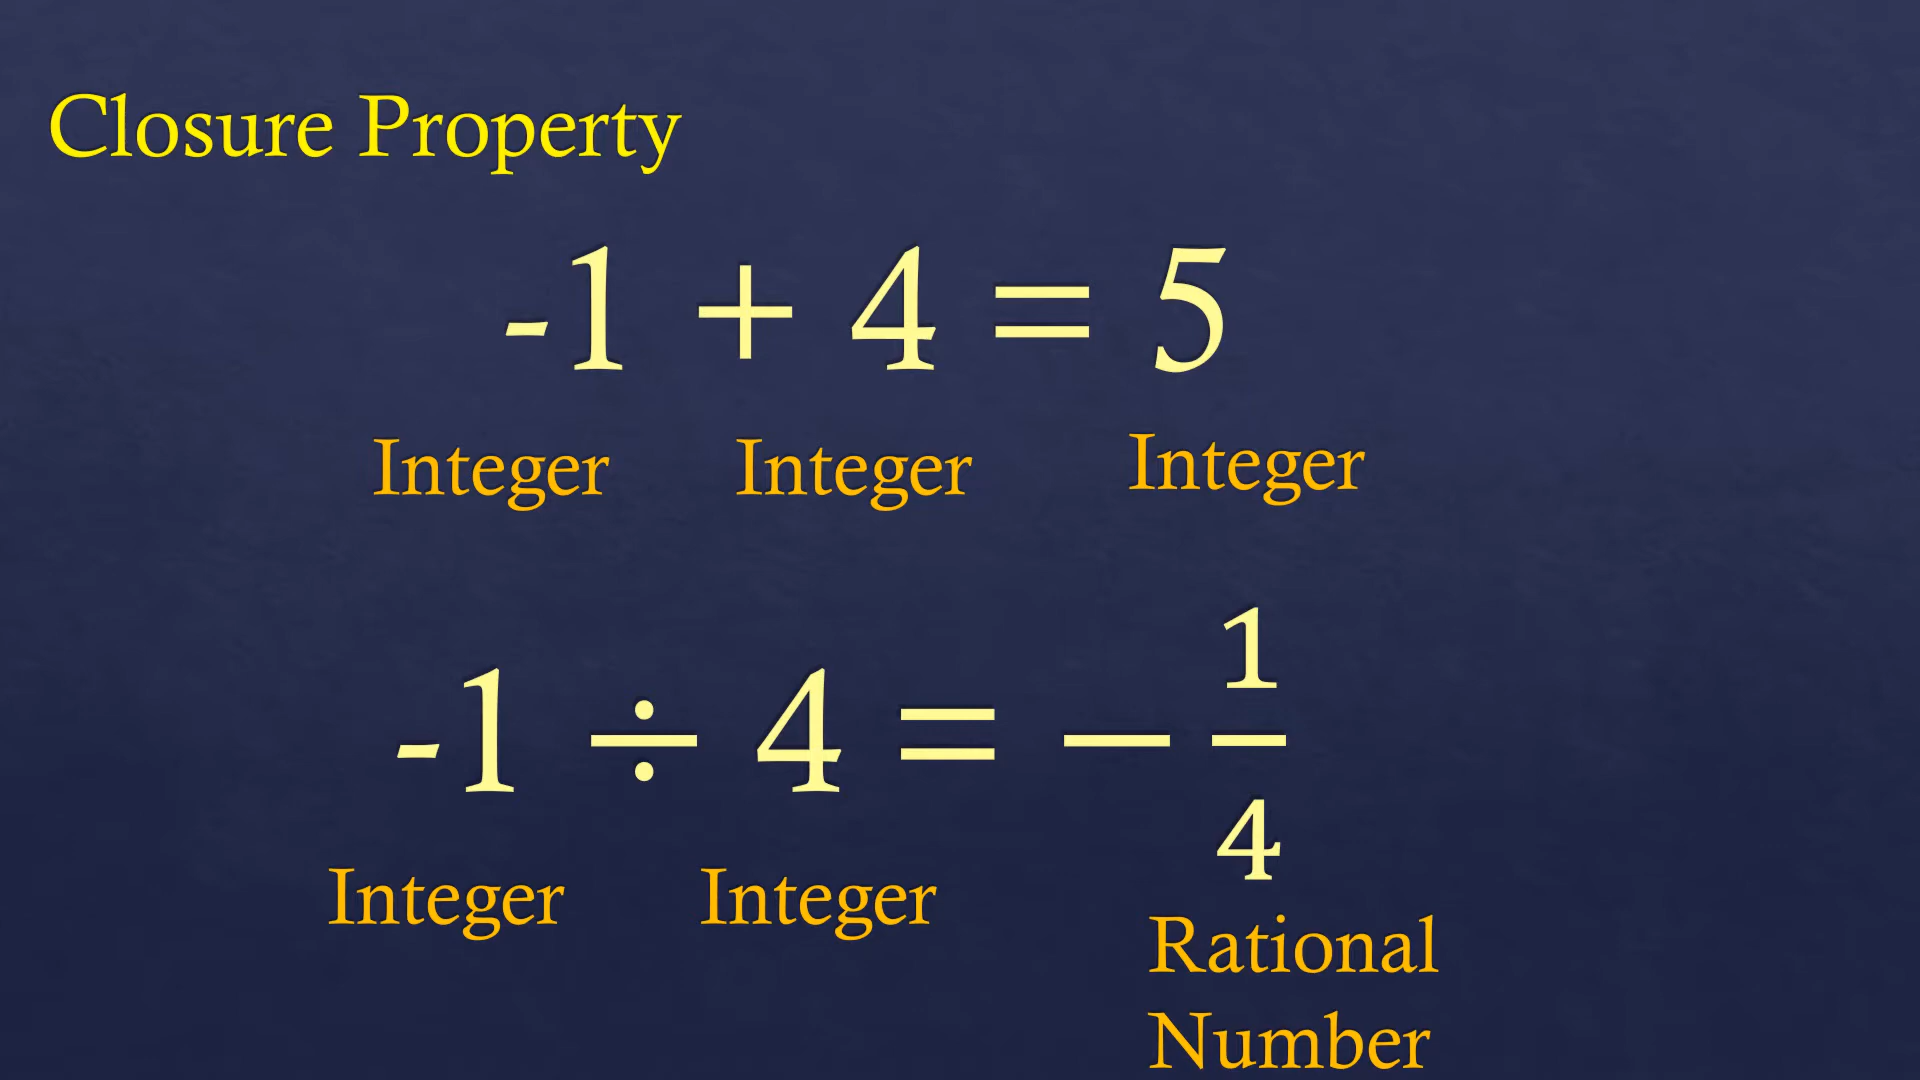 Closure Property
-1 + 4 = 5
Integer Integer Integer
-1 ÷ 4 = − 1/4
Integer Integer
Rational
Number